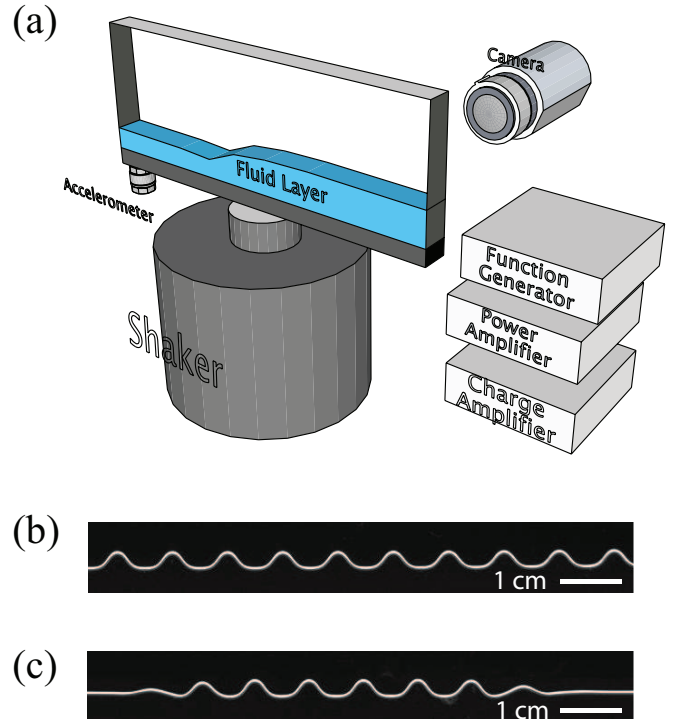 (a)
Camera
Fluid Layer
Accelerometer
Function
Generator
Shaker
Power
Amplifier
Charge
Amplifier
(b)
1 cm
(c)
1 cm